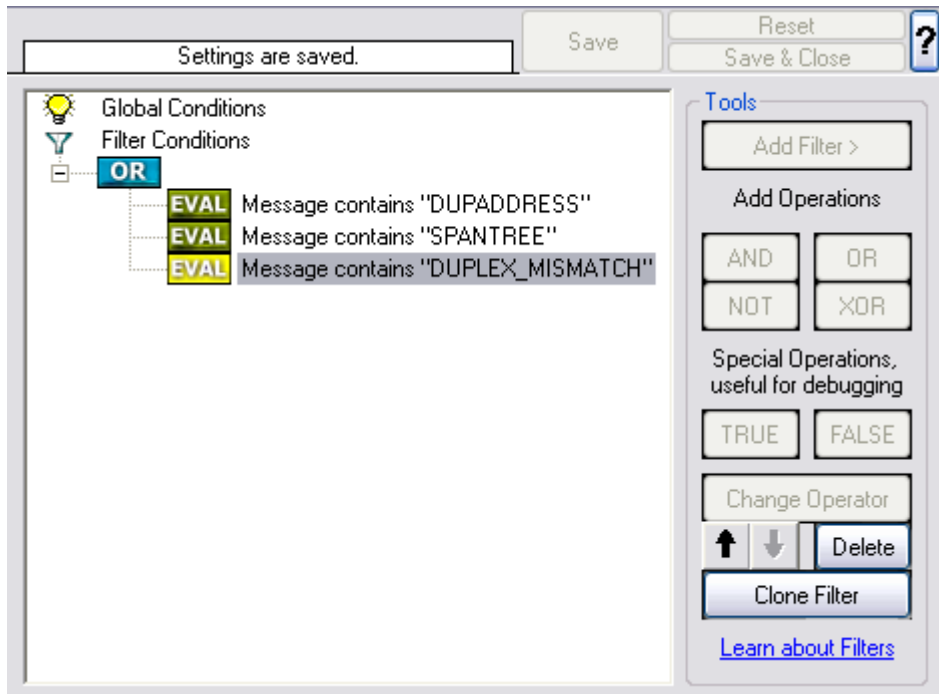 Settings are saved.
Save
Reset
Save & Close
?
Global Conditions
Filter Conditions
OR
EVAL Message contains "DUPADDRESS"
EVAL Message contains "SPANTREE"
EVAL Message contains "DUPLEX_MISMATCH"
Tools
Add Filter >
Add Operations
AND
OR
NOT
XOR
Special Operations,
useful for debugging
TRUE
FALSE
Change Operator
Delete
Clone Filter
Learn about Filters